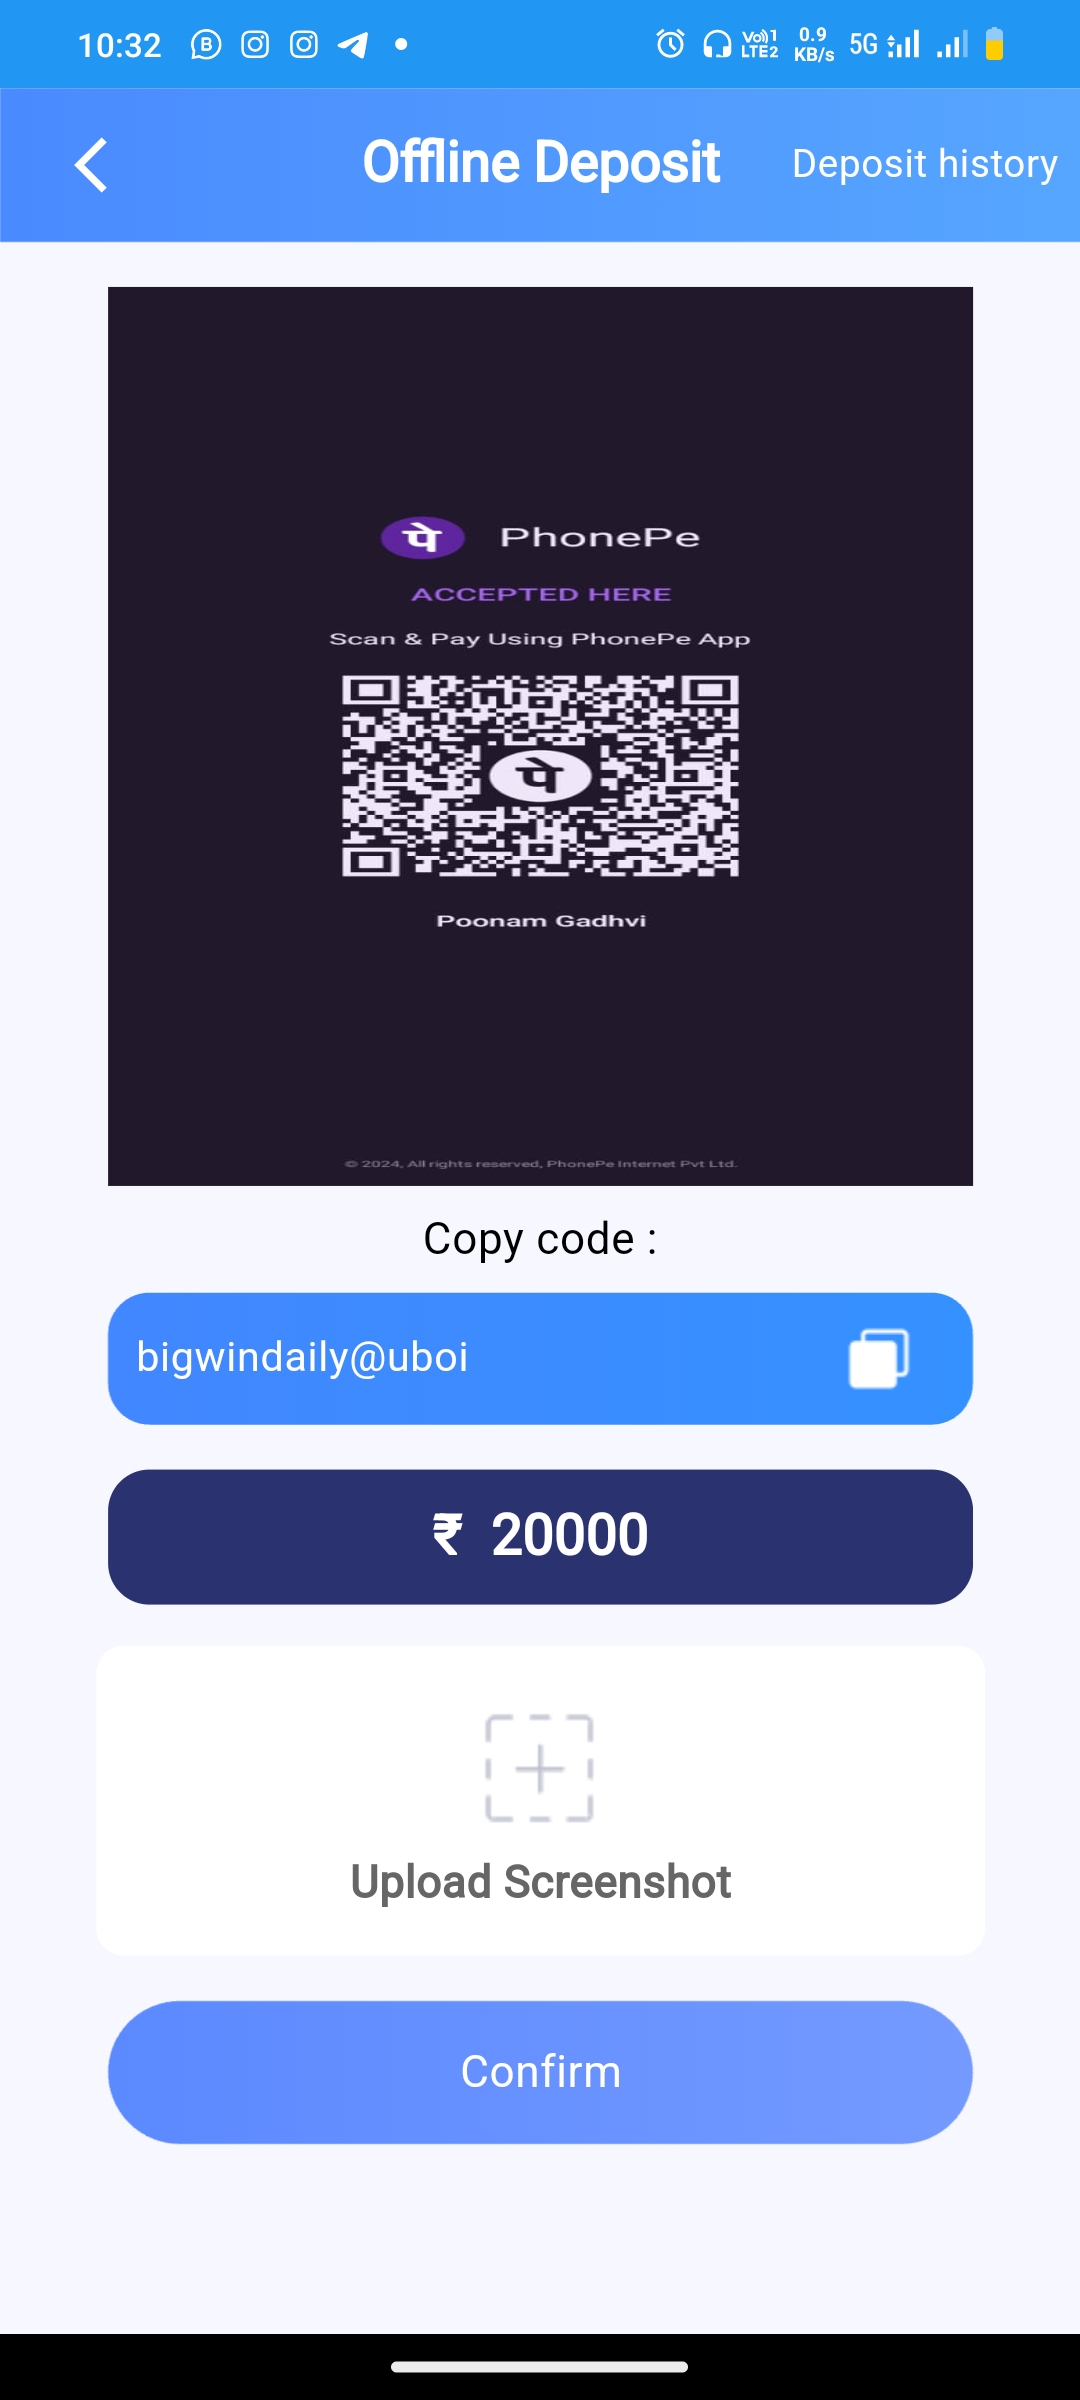 10:32
Vo)) 1
LTE2
0.9
KB/s
5G
Offline Deposit
Deposit history
पे PhonePe
ACCEPTED HERE
Scan & Pay Using PhonePe App
पे
Poonam Gadhvi
© 2024, All rights reserved, PhonePe Internet Pvt Ltd.
Copy code :
bigwindaily@uboi
₹ 20000
Upload Screenshot
Confirm